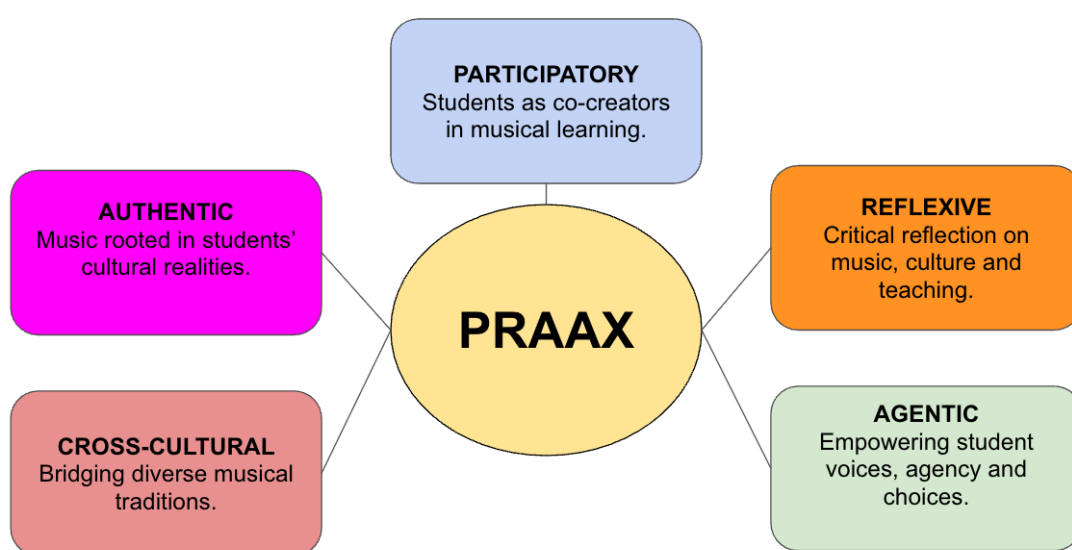 PARTICIPATORY
Students as co-creators
in musical learning.
AUTHENTIC
Music rooted in students’
cultural realities.
REFLEXIVE
Critical reflection on
music, culture and
teaching.
PRAAX
CROSS-CULTURAL
Bridging diverse musical
traditions.
AGENTIC
Empowering student
voices, agency and
choices.